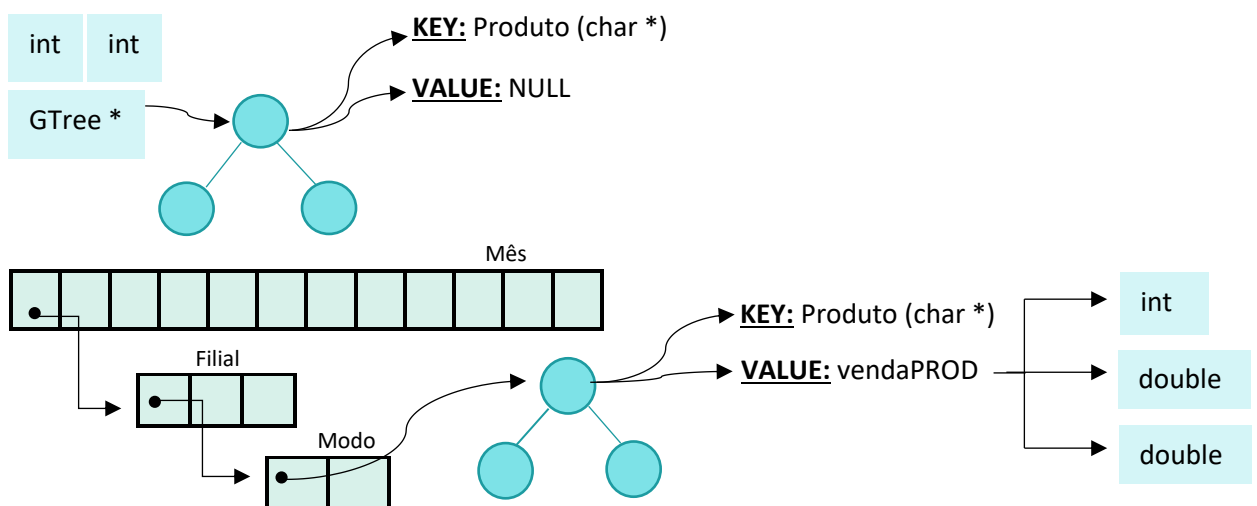 int int
KEY: Produto (char *)
VALUE: NULL
GTree *
Mês
KEY: Produto (char *)
int
Filial
VALUE: vendaPROD
double
Modo
double